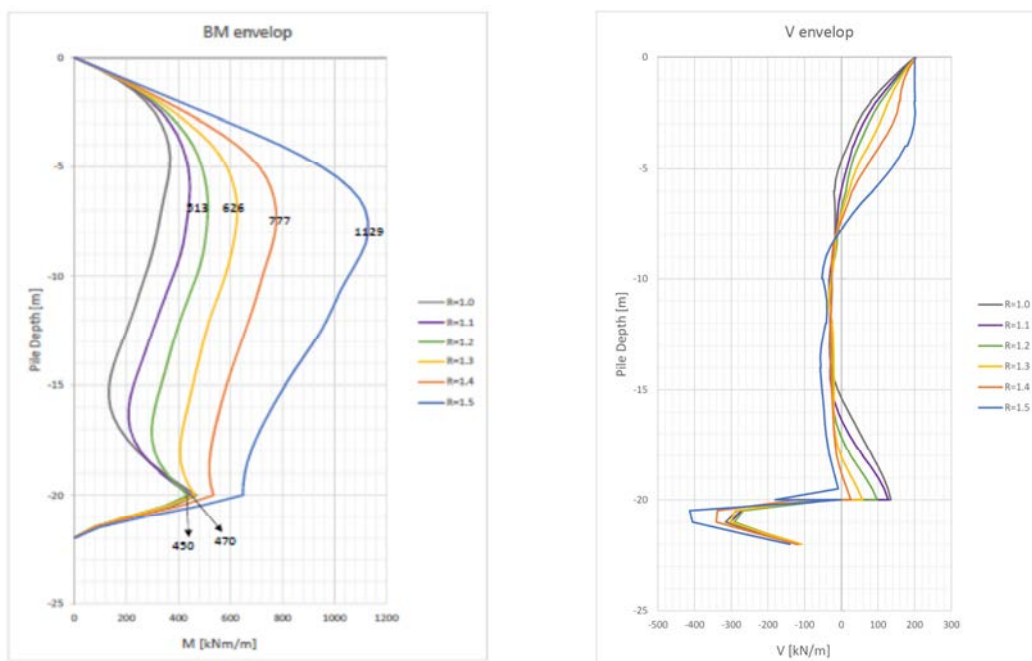 BM envelop
0
-5
-10
-15
-20
-25
Pile Depth [m]
513
626
777
1129
450
470
0
200
400
600
800
1000
1200
M [kNm/m]
R=1.0
R=1.1
R=1.2
R=1.3
R=1.4
R=1.5
V envelop
0
-5
-10
-15
-20
-25
Pile Depth [m]
-500
-400
-300
-200
-100
0
100
200
300
V [kN/m]
R=1.0
R=1.1
R=1.2
R=1.3
R=1.4
R=1.5